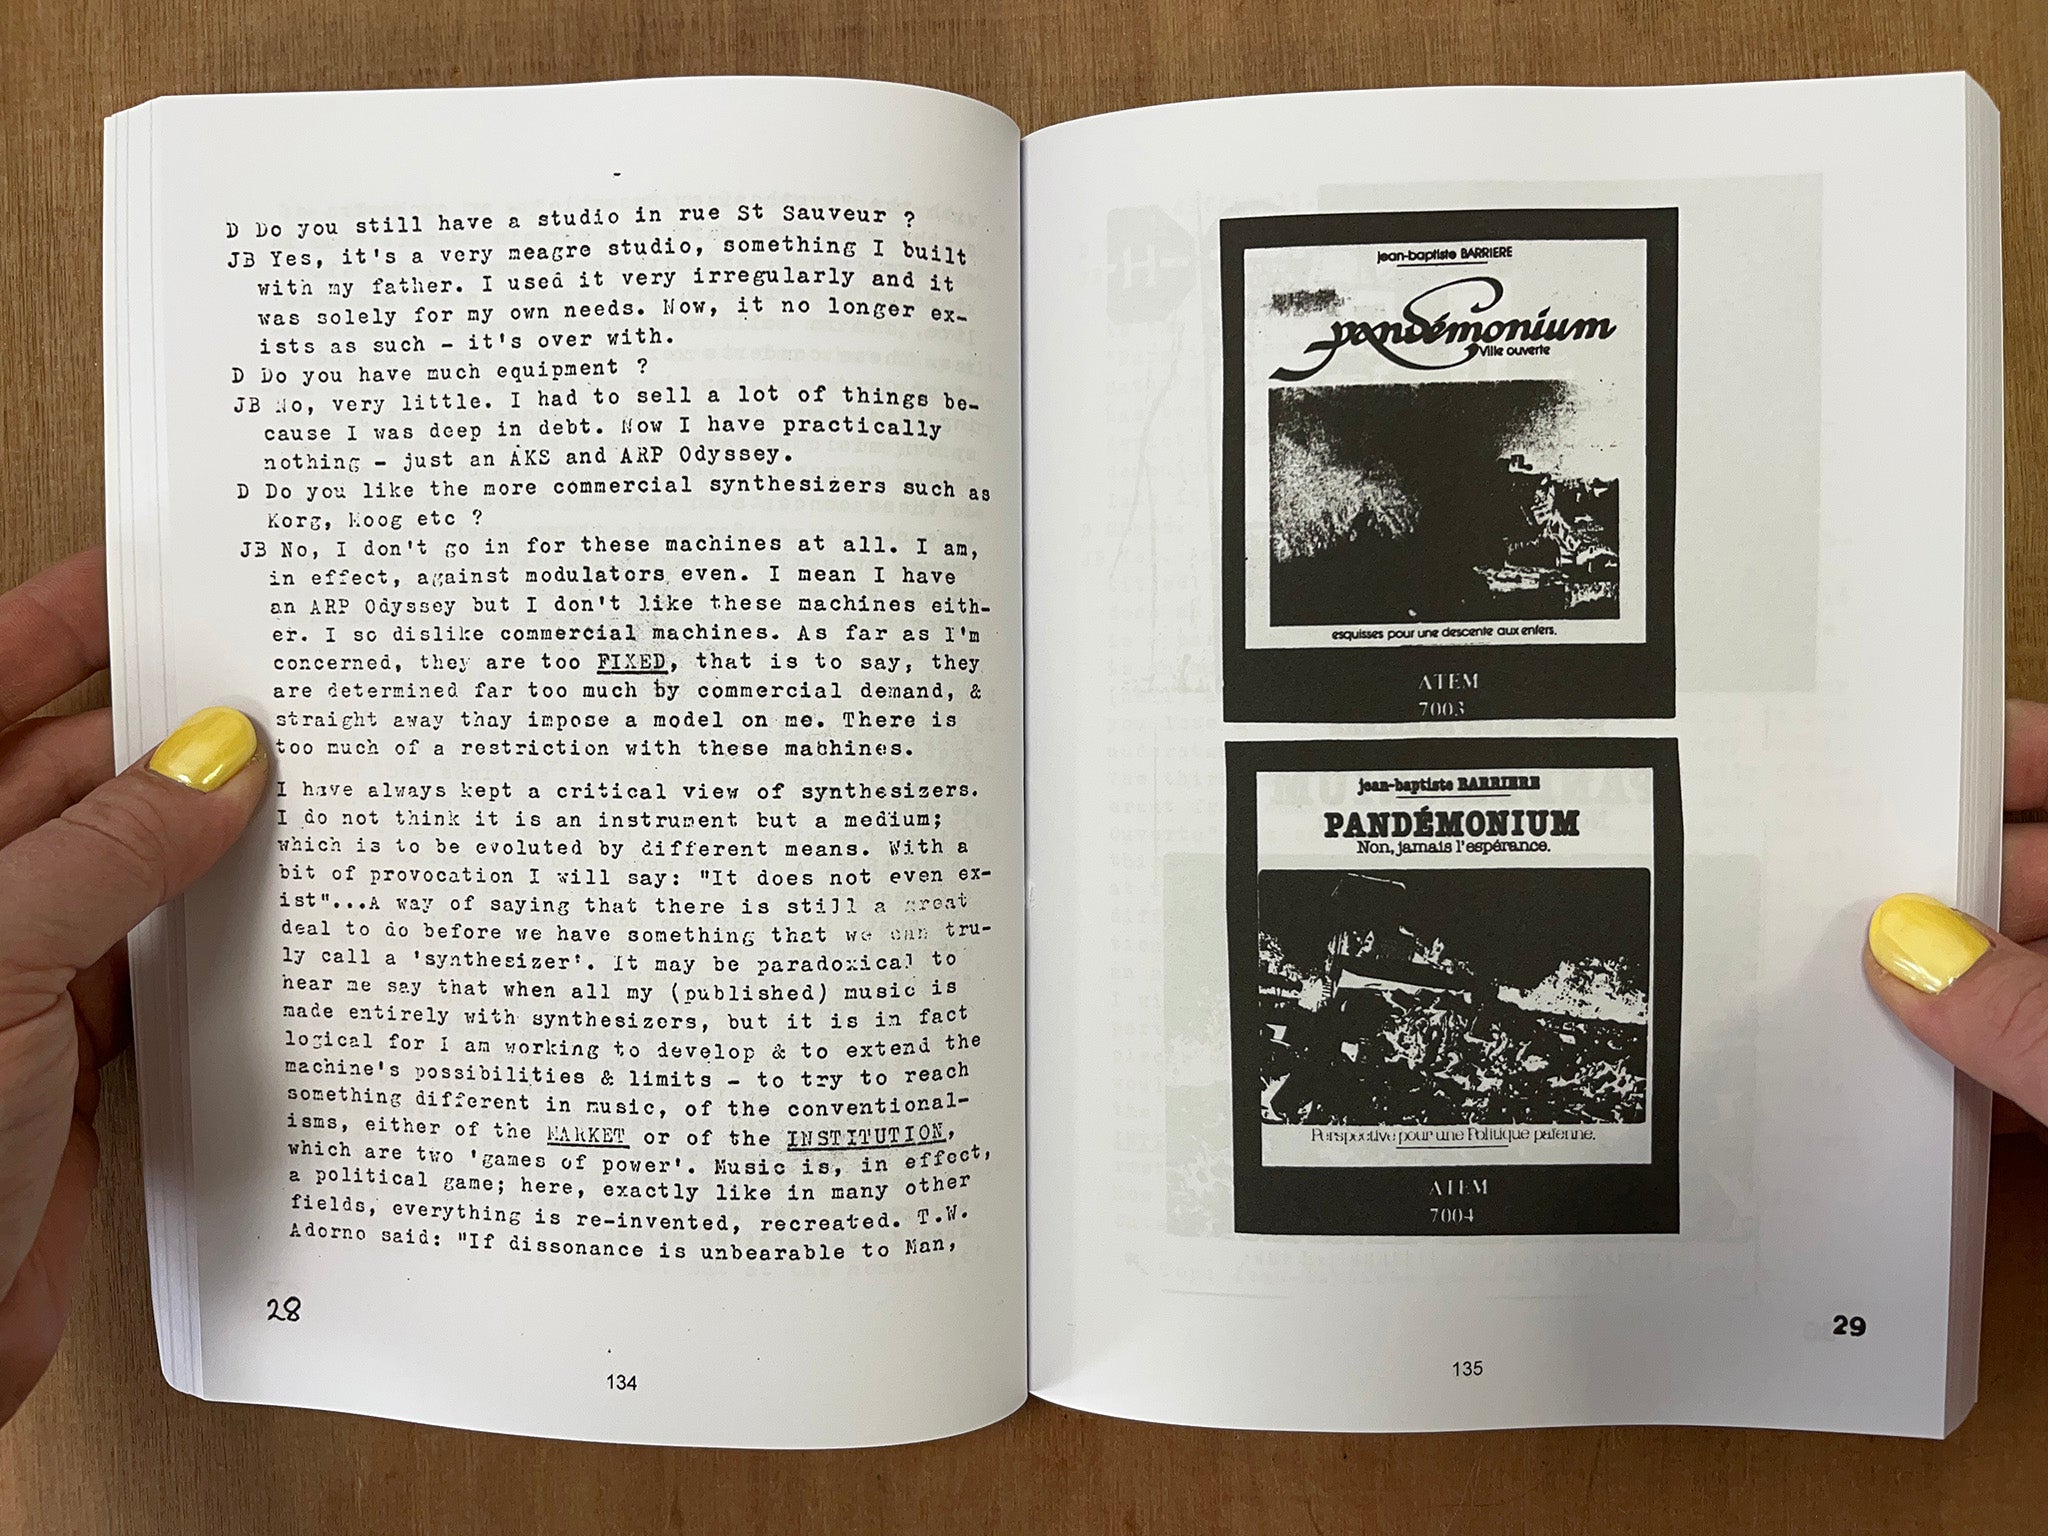 D Do you still have a studio in rue St Sauveur ?
JB Yes, it's a very meagre studio, something I built
with my father. I used it very irregularly and it
was solely for my own needs. Now, it no longer ex-
ists as such - it's over with.
D Do you have much equipment ?
JB No, very little. I had to sell a lot of things be-
cause I was deep in debt. Now I have practically
nothing - just an AKS and ARP Odyssey.
D Do you like the more commercial synthesizers such as
Korg, Moog etc ?
JB No, I don't go in for these machines at all. I am,
in effect, against modulators even. I mean I have
an ARP Odyssey but I don't like these machines eith-
er. I so dislike commercial machines. As far as I'm
concerned, they are too FIXED, that is to say, they
are determined far too much by commercial demand, &
straight away thay impose a model on me. There is
too much of a restriction with these machines.
I have always kept a critical view of synthesizers.
I do not think it is an instrument but a medium;
which is to be evoluted by different means. With a
bit of provocation I will say: "It does not even ex-
ist"...A way of saying that there is still a great
deal to do before we have something that we can tru-
ly call a 'synthesizer'. It may be paradoxical to
hear me say that when all my (published) music is
made entirely with synthesizers, but it is in fact
logical for I am working to develop & to extend the
machine's possibilities & limits - to try to reach
something different in music, of the conventional-
isms, either of the MARKET or of the INSTITUTION,
which are two 'games of power'. Music is, in effect,
a political game; here, exactly like in many other
fields, everything is re-invented, recreated. T.W.
Adorno said: "If dissonance is unbearable to Man,
28
134
jean-baptiste BARRIERE
pandémonium
Ville ouverte
esquisses pour une descente aux enfers.
ATEM
7003
jean-baptiste BARRIERE
PANDÉMONIUM
Non, jamais l'espérance.
Perspective pour une Politique païenne.
ATEM
7004
29
135